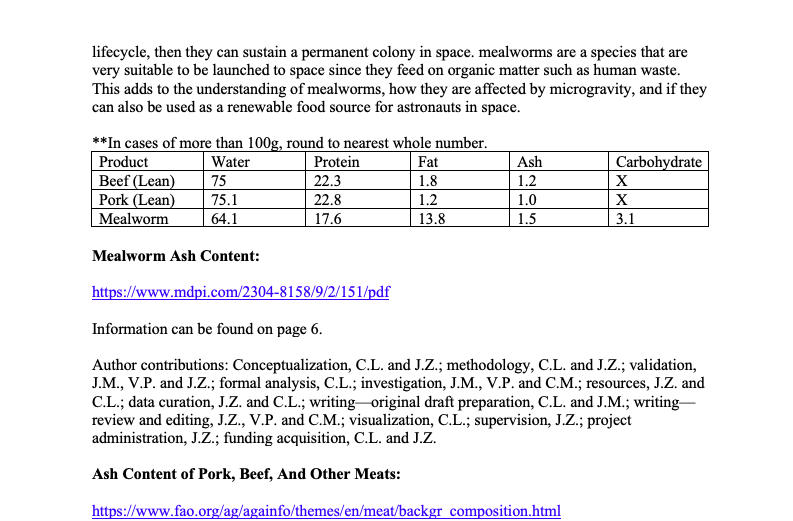 lifecycle, then they can sustain a permanent colony in space. mealworms are a species that are
very suitable to be launched to space since they feed on organic matter such as human waste.
This adds to the understanding of mealworms, how they are affected by microgravity, and if they
can also be used as a renewable food source for astronauts in space.
**In cases of more than 100g, round to nearest whole number.
Product Water Protein Fat Ash Carbohydrate
Beef (Lean) 75 22.3 1.8 1.2 X
Pork (Lean) 75.1 22.8 1.2 1.0 X
Mealworm 64.1 17.6 13.8 1.5 3.1
Mealworm Ash Content:
https://www.mdpi.com/2304-8158/9/2/151/pdf
Information can be found on page 6.
Author contributions: Conceptualization, C.L. and J.Z.; methodology, C.L. and J.Z.; validation,
J.M., V.P. and J.Z.; formal analysis, C.L.; investigation, J.M., V.P. and C.M.; resources, J.Z. and
C.L.; data curation, J.Z. and C.L.; writing—original draft preparation, C.L. and J.M.; writing—
review and editing, J.Z., V.P. and C.M.; visualization, C.L.; supervision, J.Z.; project
administration, J.Z.; funding acquisition, C.L. and J.Z.
Ash Content of Pork, Beef, And Other Meats:
https://www.fao.org/ag/againfo/themes/en/meat/backgr_composition.html